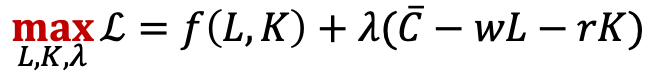 max ℒ = f(L, K) + λ(C̄ − wL − rK)
L,K,λ